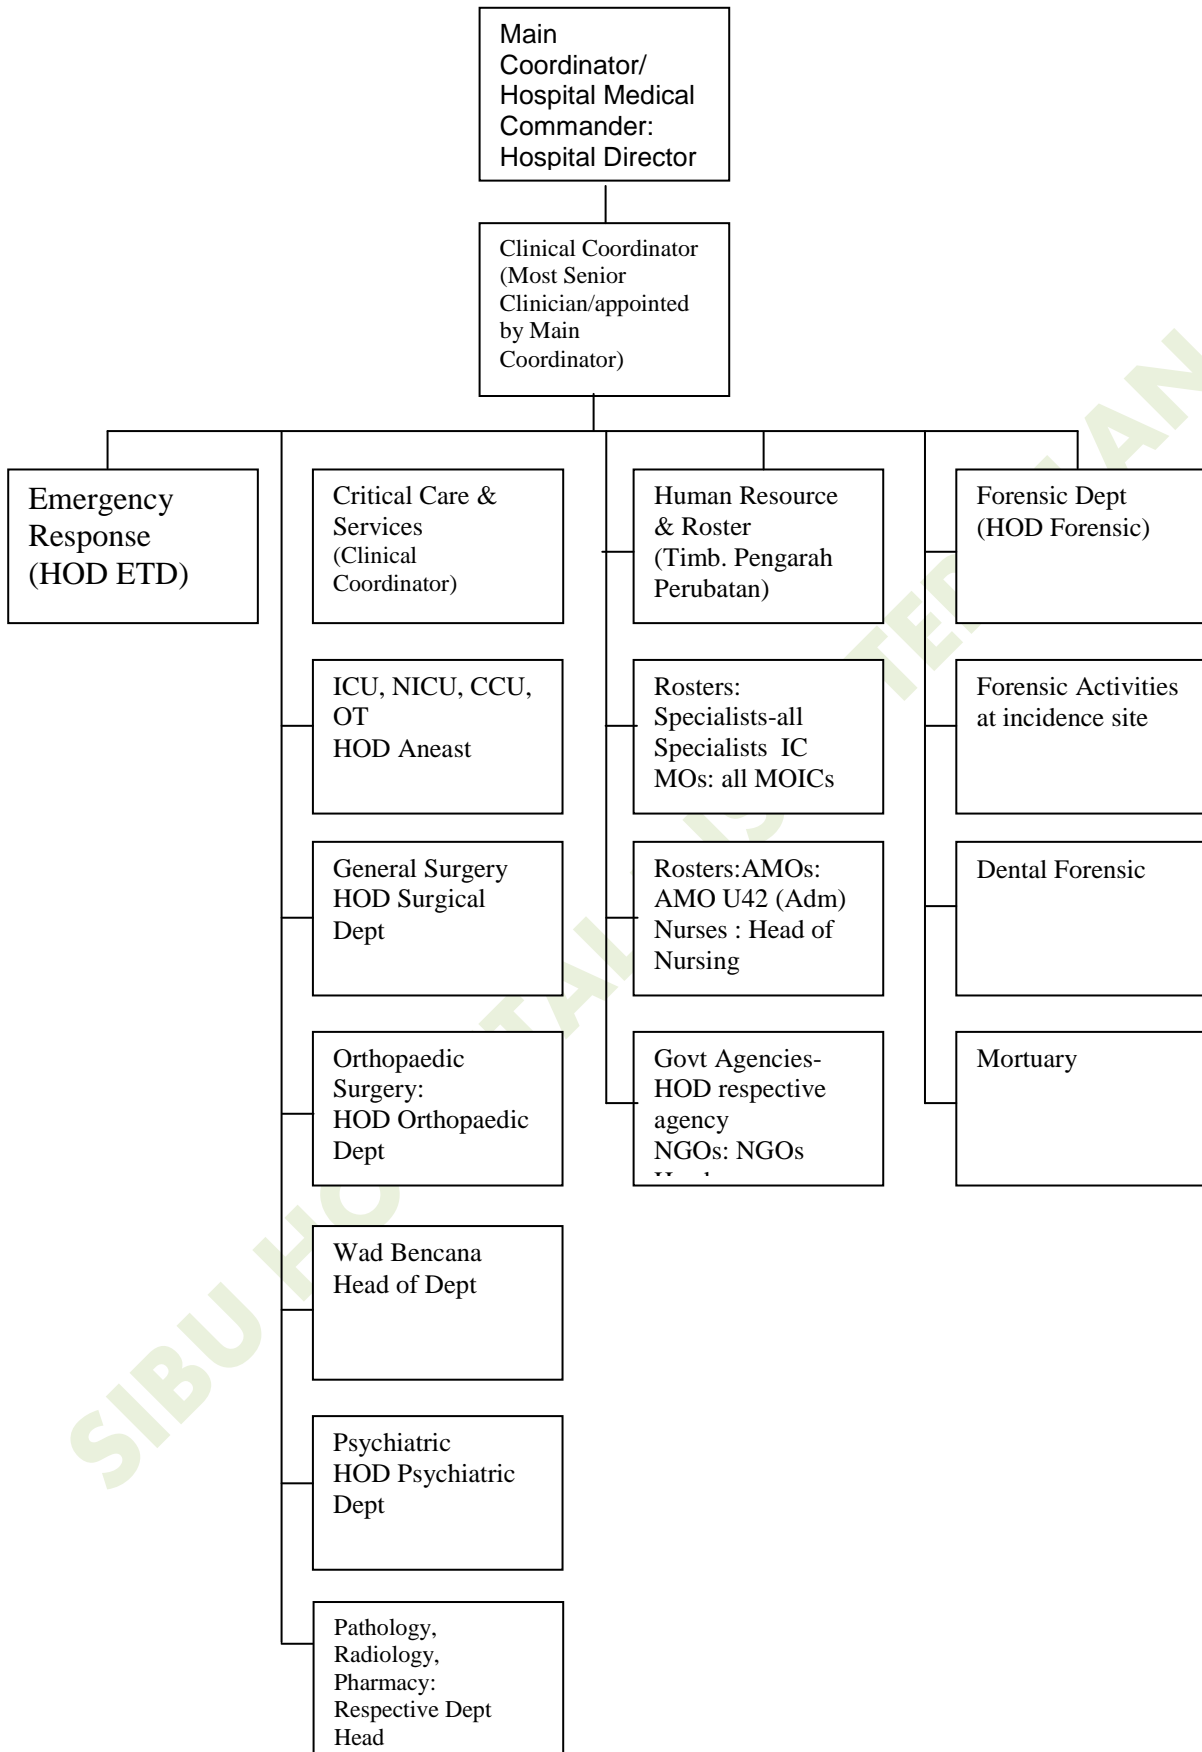 Main
Coordinator/
Hospital Medical
Commander:
Hospital Director
Clinical Coordinator
(Most Senior
Clinician/appointed
by Main
Coordinator)
Emergency
Response
(HOD ETD)
Critical Care &
Services
(Clinical
Coordinator)
ICU, NICU, CCU,
OT
HOD Aneast
General Surgery
HOD Surgical
Dept
Orthopaedic
Surgery:
HOD Orthopaedic
Dept
Wad Bencana
Head of Dept
Psychiatric
HOD Psychiatric
Dept
Pathology,
Radiology,
Pharmacy:
Respective Dept
Head
Human Resource
& Roster
(Timb. Pengarah
Perubatan)
Rosters:
Specialists-all
Specialists IC
MOs: all MOICs
Rosters:AMOs:
AMO U42 (Adm)
Nurses : Head of
Nursing
Govt Agencies-
HOD respective
agency
NGOs: NGOs
Forensic Dept
(HOD Forensic)
Forensic Activities
at incidence site
Dental Forensic
Mortuary
SIBU